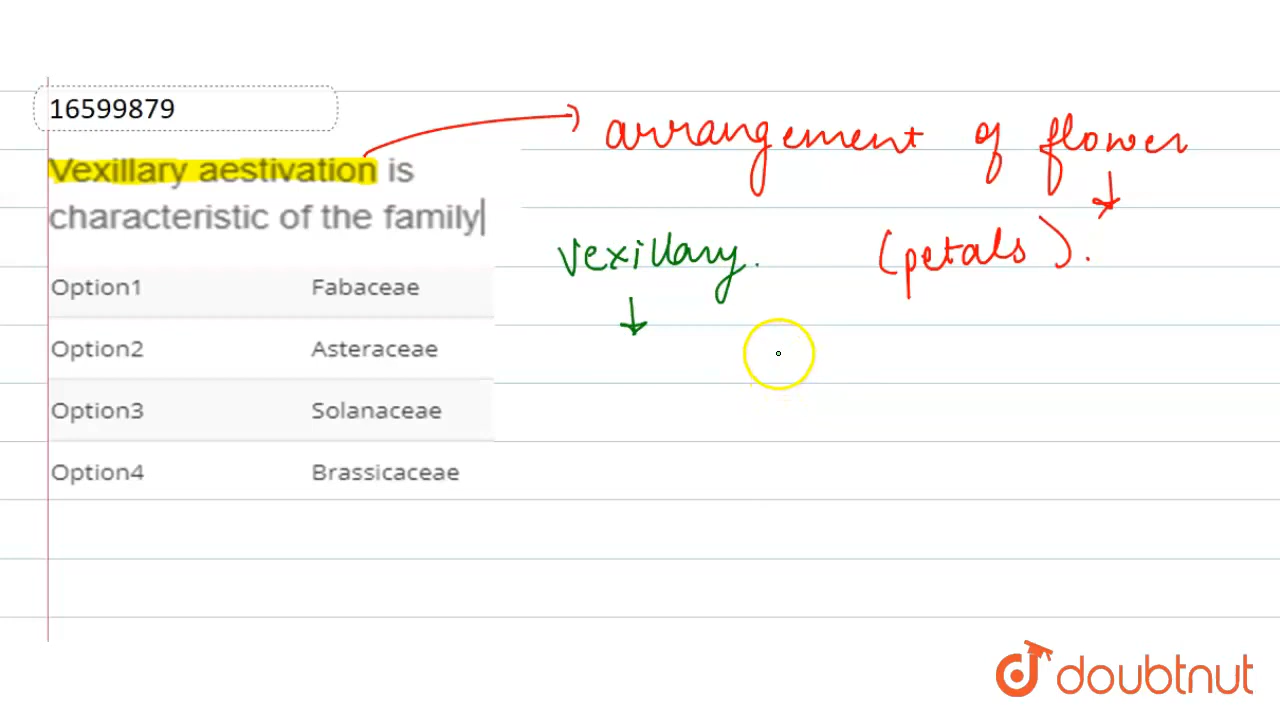 16599879
Vexillary aestivation is
characteristic of the family
Option1 Fabaceae
Option2 Asteraceae
Option3 Solanaceae
Option4 Brassicaceae
arrangement of flower
(petals).
vexillary.
doubtnut